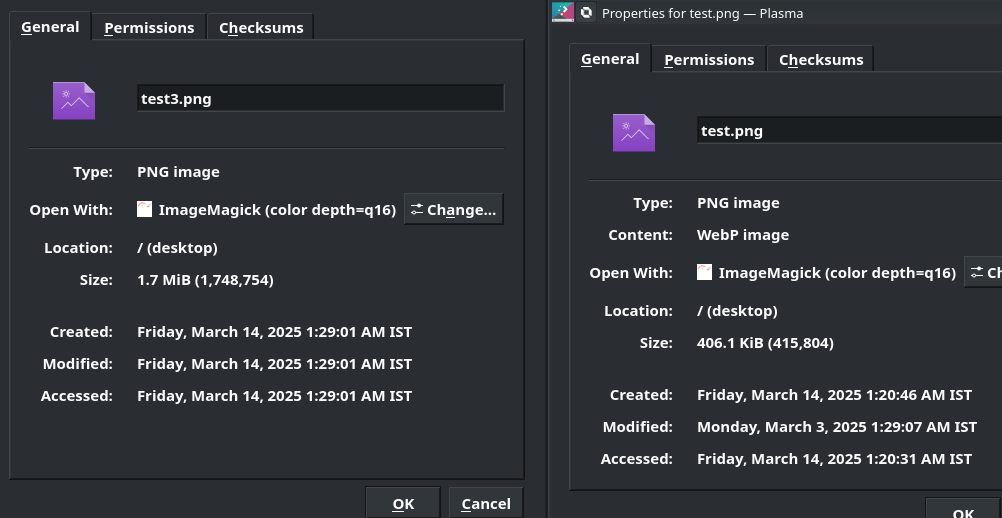 General Permissions Checksums
test3.png
Type: PNG image
Open With: ImageMagick (color depth=q16) Change...
Location: / (desktop)
Size: 1.7 MiB (1,748,754)
Created: Friday, March 14, 2025 1:29:01 AM IST
Modified: Friday, March 14, 2025 1:29:01 AM IST
Accessed: Friday, March 14, 2025 1:29:01 AM IST
OK Cancel
Properties for test.png — Plasma
General Permissions Checksums
test.png
Type: PNG image
Content: WebP image
Open With: ImageMagick (color depth=q16) Ch
Location: / (desktop)
Size: 406.1 KiB (415,804)
Created: Friday, March 14, 2025 1:20:46 AM IST
Modified: Monday, March 3, 2025 1:29:07 AM IST
Accessed: Friday, March 14, 2025 1:20:31 AM IST
OK